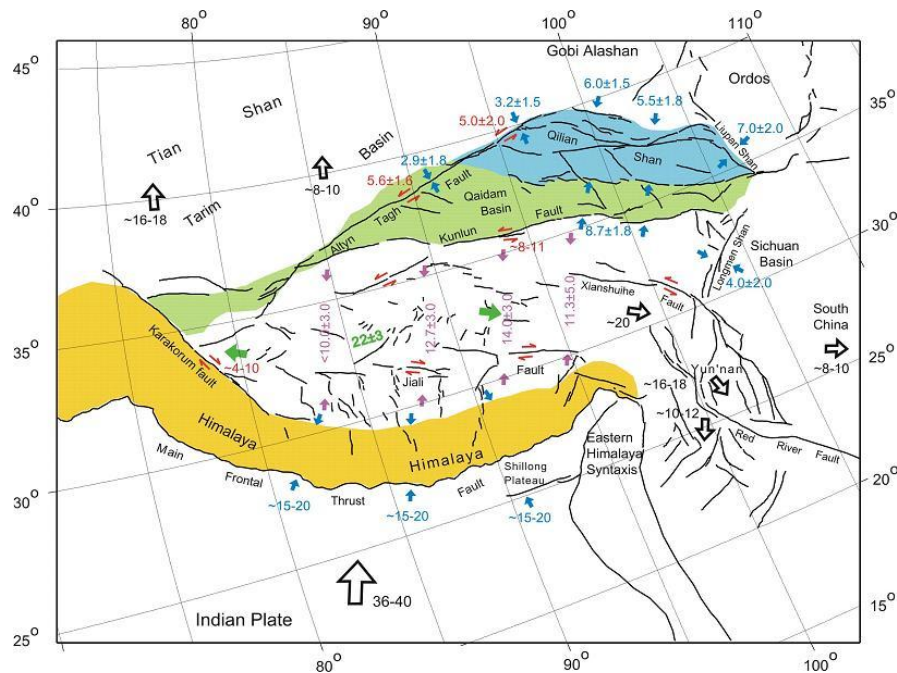 80°
90°
100°
110°
45°
40°
35°
30°
25°
35°
30°
25°
20°
15°
80°
90°
100°
Gobi Alashan
Ordos
Tian
Shan
Tarim
Basin
~16-18
~8-10
3.2±1.5
6.0±1.5
5.5±1.8
7.0±2.0
5.0±2.0
2.9±1.8
5.6±1.6
Qilian
Shan
Liupan Shan
Altyn
Tagh
Fault
Qaidam
Basin
Kunlun
Fault
~8-11
8.7±1.8
Longmen Shan
Sichuan
Basin
4.0±2.0
Xianshuihe
Fault
<10.0±3.0
22±3
12.7±3.0
14.0±3.0
11.3±5.0
~20
South
China
~8-10
Karakorum fault
~4-10
Jiali
Fault
~16-18
Yun'nan
~10-12
Red
River
Fault
Himalaya
Himalaya
Main
Frontal
Thrust
Fault
Shillong
Plateau
Eastern
Himalaya
Syntaxis
~15-20
~15-20
~15-20
36-40
Indian Plate